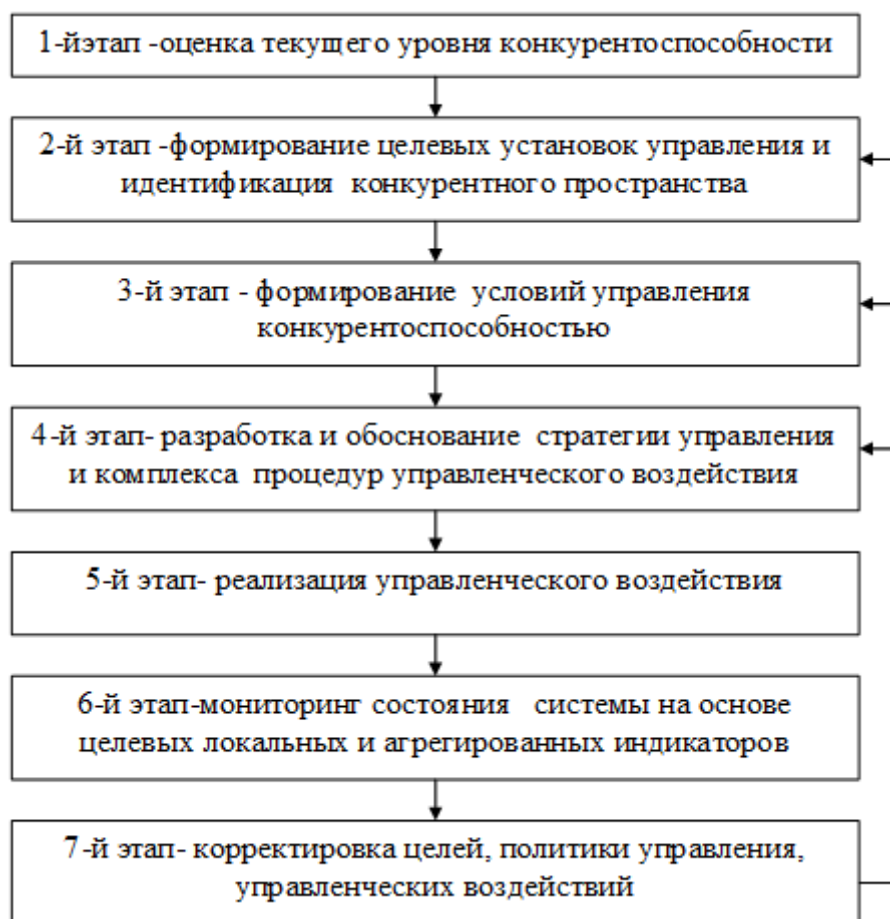 1-йэтап -оценка текущего уровня конкурентоспособности
2-й этап -формирование целевых установок управления и
идентификация конкурентного пространства
3-й этап - формирование условий управления
конкурентоспособностью
4-й этап- разработка и обоснование стратегии управления
и комплекса процедур управленческого воздействия
5-й этап- реализация управленческого воздействия
6-й этап-мониторинг состояния системы на основе
целевых локальных и агрегированных индикаторов
7-й этап- корректировка целей, политики управления,
управленческих воздействий